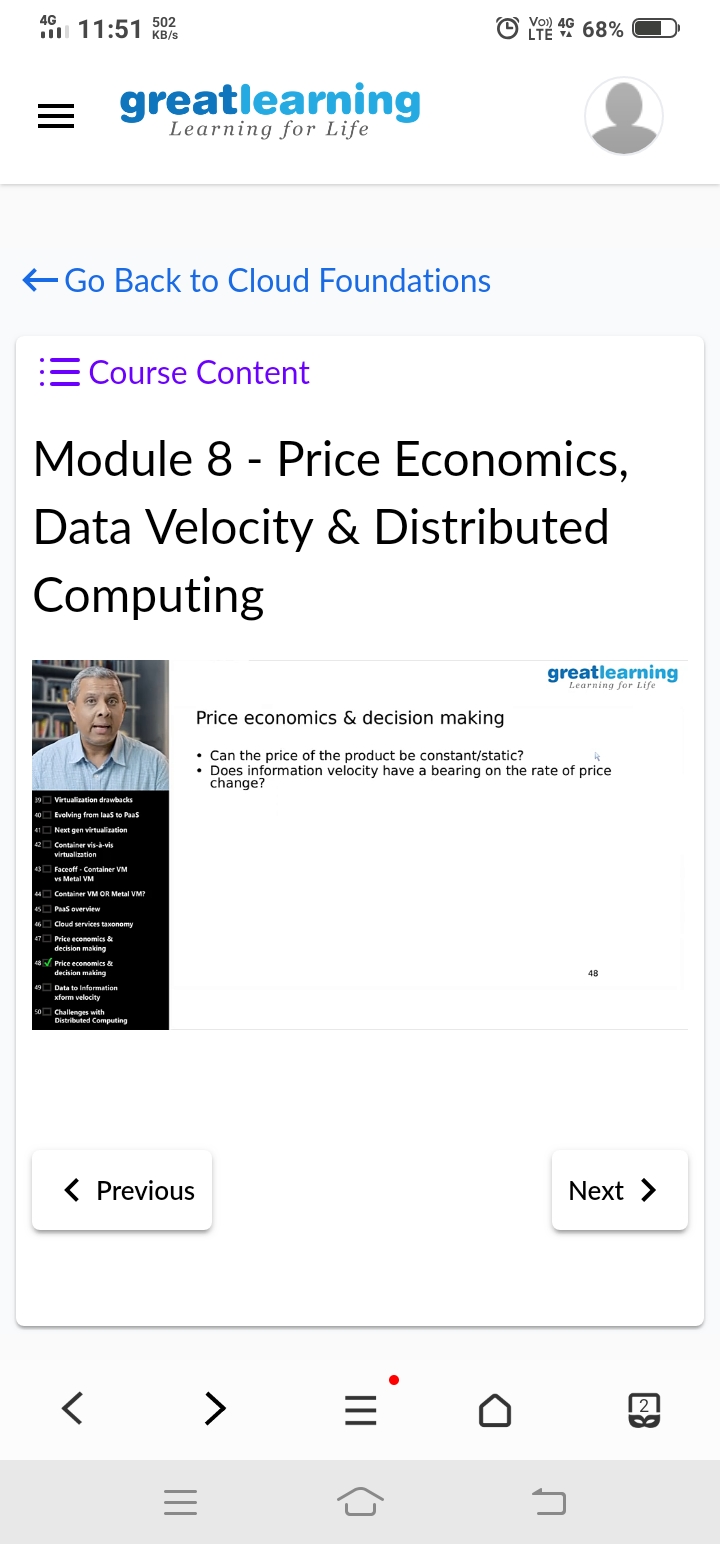 4G 11:51 502 KB/s Vo)) LTE 4G 68%
greatlearning
Learning for Life
Go Back to Cloud Foundations
Course Content
Module 8 - Price Economics,
Data Velocity & Distributed
Computing
greatlearning
Learning for Life
Price economics & decision making
• Can the price of the product be constant/static?
• Does information velocity have a bearing on the rate of price
change?
48
39 Virtualization drawbacks
40 Evolving from IaaS to PaaS
41 Next gen virtualization
42 Container vis-à-vis
virtualization
43 Faceoff - Container VM
vs Metal VM
44 Container VM OR Metal VM?
45 PaaS overview
46 Cloud services taxonomy
47 Price economics &
decision making
48 Price economics &
decision making
49 Data to Information
xform velocity
50 Challenges with
Distributed Computing
Previous
Next
2